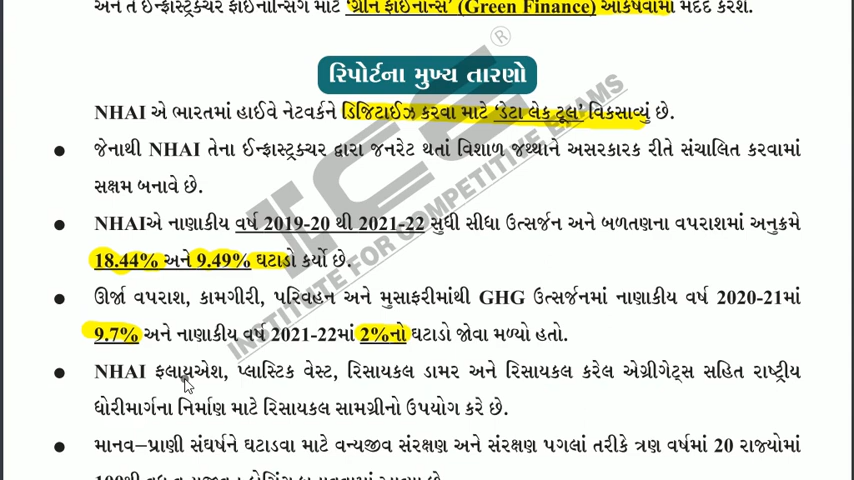 અને તે ઈન્ફ્રાસ્ટ્રક્ચર ફાઈનાન્સિંગ માટે ‘ગ્રીન ફાઈનાન્સ’ (Green Finance) આકર્ષવામાં મદદ કરશે.
®
રિપોર્ટના મુખ્ય તારણો
NHAI એ ભારતમાં હાઈવે નેટવર્કને ડિજિટાઈઝ કરવા માટે ‘ડેટા લેક ટૂલ’ વિકસાવ્યું છે.
● જેનાથી NHAI તેના ઈન્ફ્રાસ્ટ્રક્ચર દ્વારા જનરેટ થતાં વિશાળ જથ્થાને અસરકારક રીતે સંચાલિત કરવામાં
સક્ષમ બનાવે છે.
● NHAIએ નાણાકીય વર્ષ 2019-20 થી 2021-22 સુધી સીધા ઉત્સર્જન અને બળતણના વપરાશમાં અનુક્રમે
18.44% અને 9.49% ઘટાડો કર્યો છે.
● ઊર્જા વપરાશ, કામગીરી, પરિવહન અને મુસાફરીમાંથી GHG ઉત્સર્જનમાં નાણાકીય વર્ષ 2020-21માં
9.7% અને નાણાકીય વર્ષ 2021-22માં 2%નો ઘટાડો જોવા મળ્યો હતો.
● NHAI ફ્લાયએશ, પ્લાસ્ટિક વેસ્ટ, રિસાયકલ ડામર અને રિસાયકલ કરેલ એગ્રીગેટ્સ સહિત રાષ્ટ્રીય
ધોરીમાર્ગના નિર્માણ માટે રિસાયકલ સામગ્રીનો ઉપયોગ કરે છે.
● માનવ–પ્રાણી સંઘર્ષને ઘટાડવા માટે વન્યજીવ સંરક્ષણ અને સંરક્ષણ પગલાં તરીકે ત્રણ વર્ષમાં 20 રાજ્યોમાં
ICE
INSTITUTE FOR COMPETITIVE EXAMS